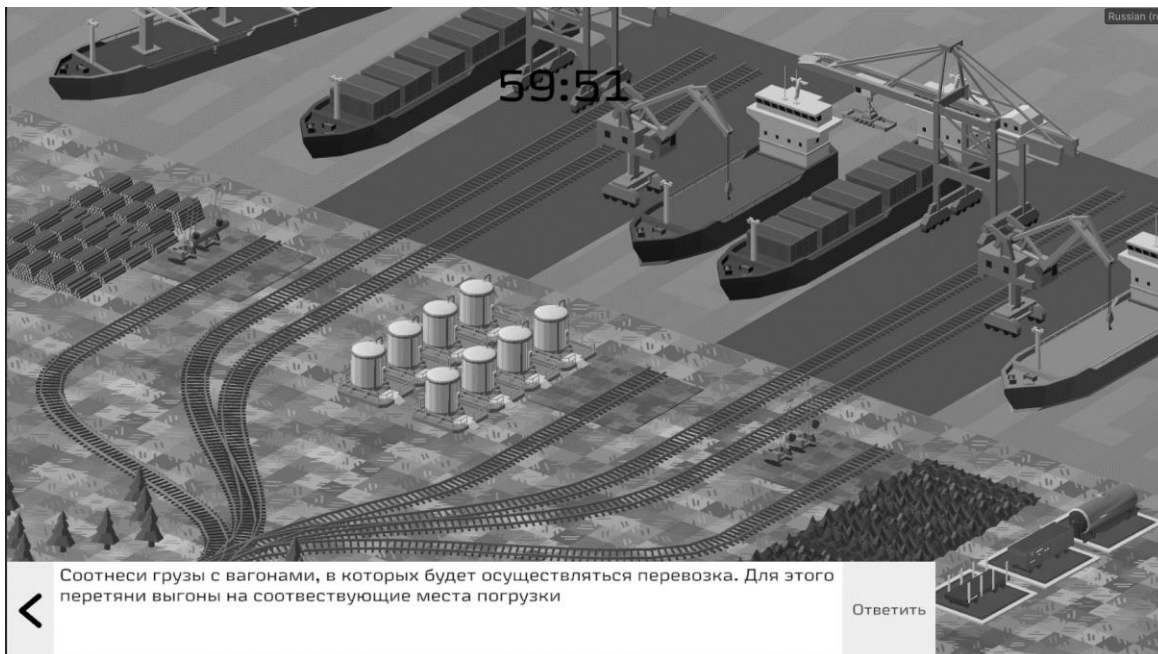 Russian (r
59:51
Соотнеси грузы с вагонами, в которых будет осуществляться перевозка. Для этого
перетяни выгоны на соотвествующие места погрузки
Ответить